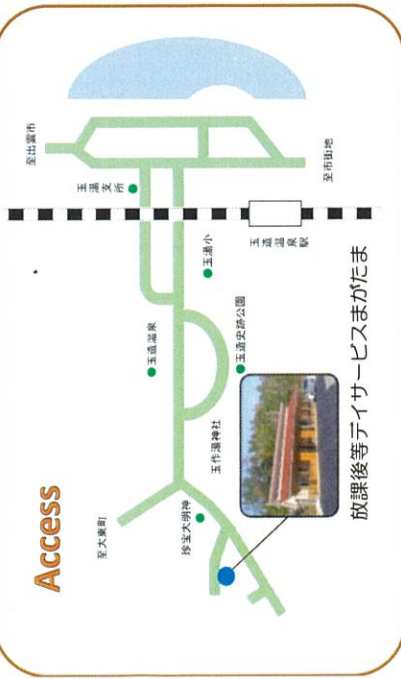 Access
至出雲市
玉湯支所
玉造温泉
至大東町
珍宝大明神
玉作湯神社
玉湯小
玉造史跡公園
玉造温泉駅
至市街地
放課後等デイサービスまがたま